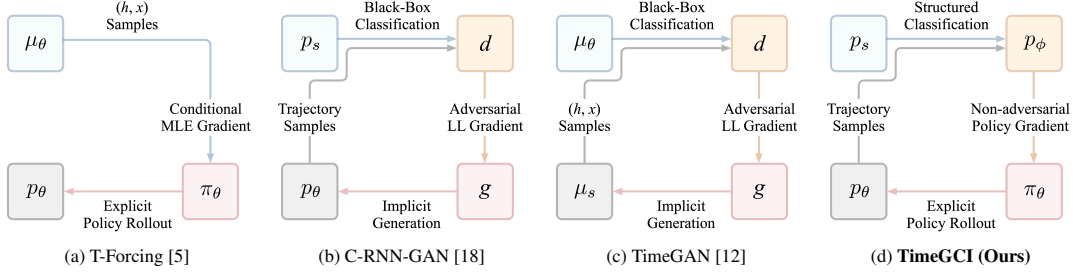 (h, x)
Samples
μθ
Conditional
MLE Gradient
pθ
πθ
Explicit
Policy Rollout
(a) T-Forcing [5]
Black-Box
Classification
ps
d
Trajectory
Samples
Adversarial
LL Gradient
pθ
g
Implicit
Generation
(b) C-RNN-GAN [18]
Black-Box
Classification
μθ
d
(h, x)
Samples
Adversarial
LL Gradient
μs
g
Implicit
Generation
(c) TimeGAN [12]
Structured
Classification
ps
pϕ
Trajectory
Samples
Non-adversarial
Policy Gradient
pθ
πθ
Explicit
Policy Rollout
(d) TimeGCI (Ours)